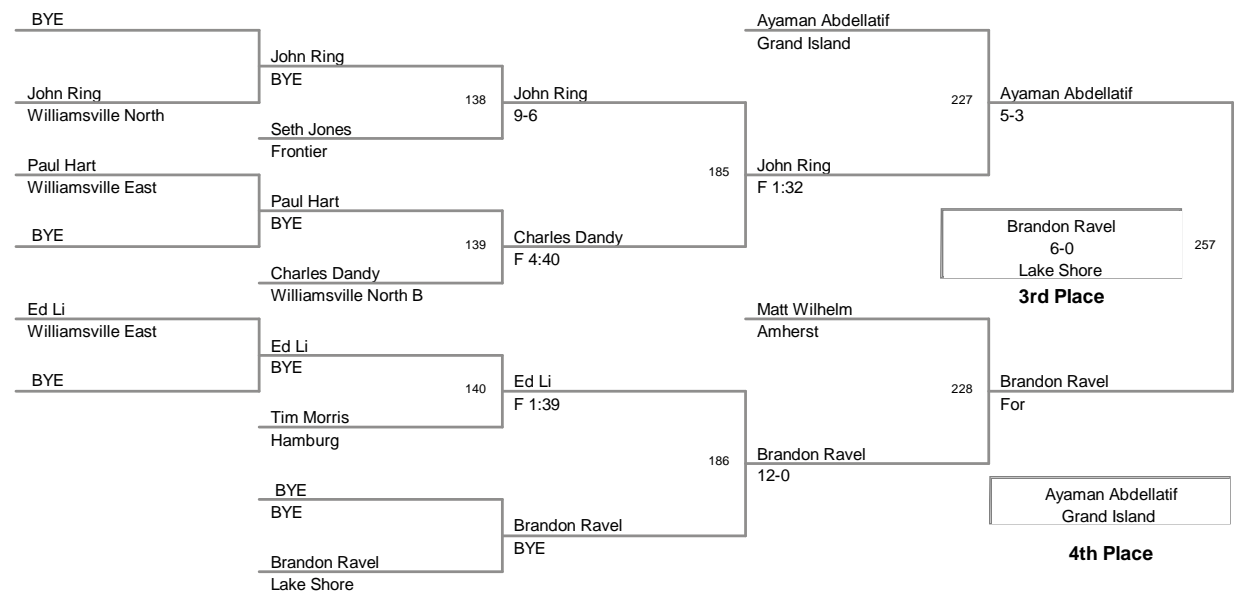 BYE
John Ring
Williamsville North
Paul Hart
Williamsville East
BYE
Ed Li
Williamsville East
BYE
John Ring
BYE
138
Seth Jones
Frontier
Paul Hart
BYE
139
Charles Dandy
Williamsville North B
Ed Li
BYE
140
Tim Morris
Hamburg
BYE
BYE
Brandon Ravel
Lake Shore
John Ring
9-6
185
Charles Dandy
F 4:40
Ed Li
F 1:39
186
Brandon Ravel
BYE
Ayaman Abdellatif
Grand Island
227
John Ring
F 1:32
Matt Wilhelm
Amherst
228
Brandon Ravel
12-0
Ayaman Abdellatif
5-3
Brandon Ravel
6-0
Lake Shore
3rd Place
257
Brandon Ravel
For
Ayaman Abdellatif
Grand Island
4th Place